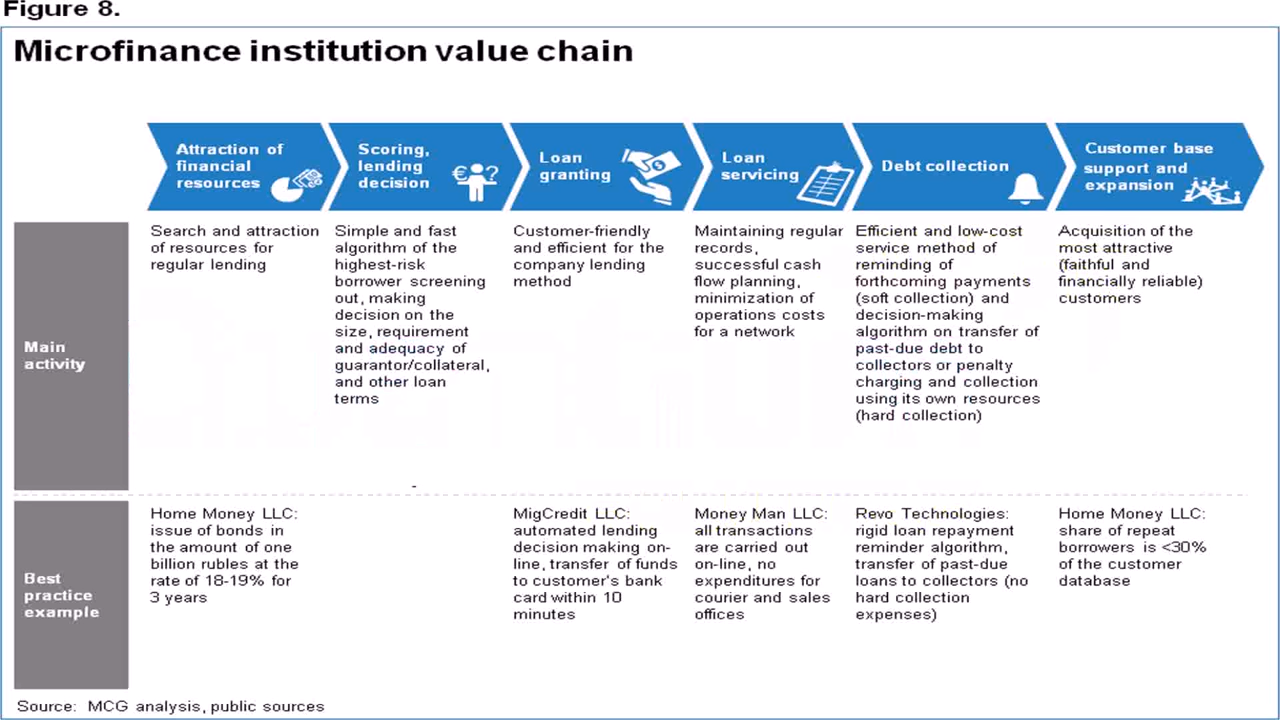 Figure 8.
Microfinance institution value chain
Attraction of
financial
resources
Scoring,
lending
decision
€ ?
Loan
granting
$
Loan
servicing
Debt collection
Customer base
support and
expansion
Main
activity
Search and attraction
of resources for
regular lending
Simple and fast
algorithm of the
highest-risk
borrower screening
out, making
decision on the
size, requirement
and adequacy of
guarantor/collateral,
and other loan
terms
Customer-friendly
and efficient for the
company lending
method
Maintaining regular
records,
successful cash
flow planning,
minimization of
operations costs
for a network
Efficient and low-cost
service method of
reminding of
forthcoming payments
(soft collection) and
decision-making
algorithm on transfer of
past-due debt to
collectors or penalty
charging and collection
using its own resources
(hard collection)
Acquisition of the
most attractive
(faithful and
financially reliable)
customers
Best
practice
example
Home Money LLC:
issue of bonds in
the amount of one
billion rubles at the
rate of 18-19% for
3 years
MigCredit LLC:
automated lending
decision making on-
line, transfer of funds
to customer's bank
card within 10
minutes
Money Man LLC:
all transactions
are carried out
on-line, no
expenditures for
courier and sales
offices
Revo Technologies:
rigid loan repayment
reminder algorithm,
transfer of past-due
loans to collectors (no
hard collection
expenses)
Home Money LLC:
share of repeat
borrowers is <30%
of the customer
database
Source: MCG analysis, public sources